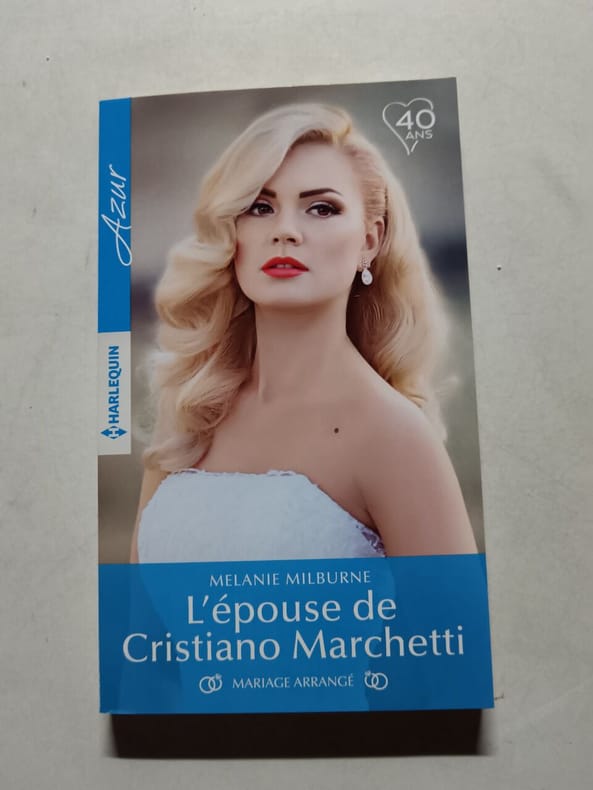 40
ANS
Azur
HARLEQUIN
MELANIE MILBURNE
L'épouse de
Cristiano Marchetti
MARIAGE ARRANGÉ